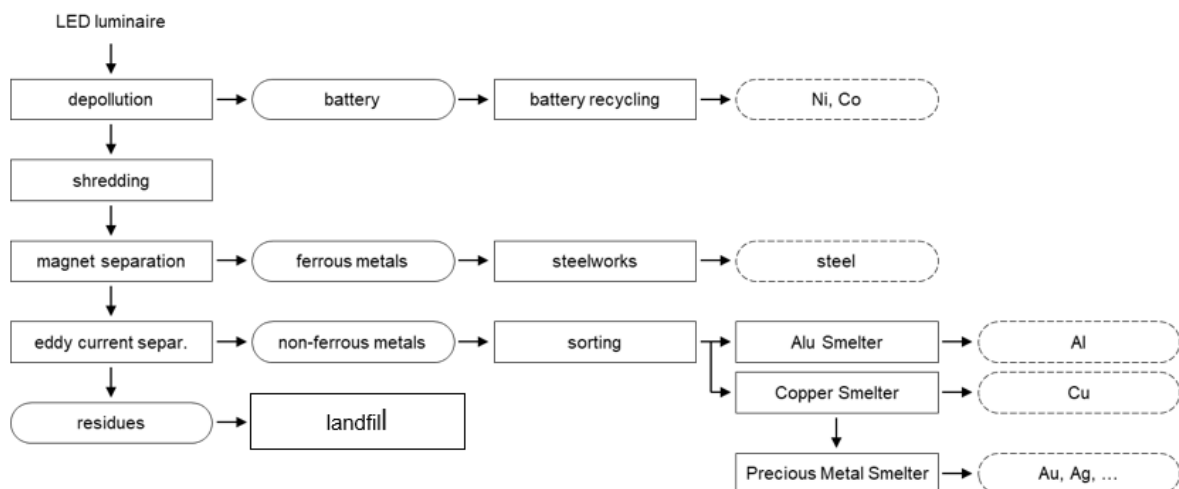 LED luminaire
depollution
battery
battery recycling
Ni, Co
shredding
magnet separation
ferrous metals
steelworks
steel
eddy current separ.
non-ferrous metals
sorting
Alu Smelter
Al
Copper Smelter
Cu
residues
landfill
Precious Metal Smelter
Au, Ag, ...